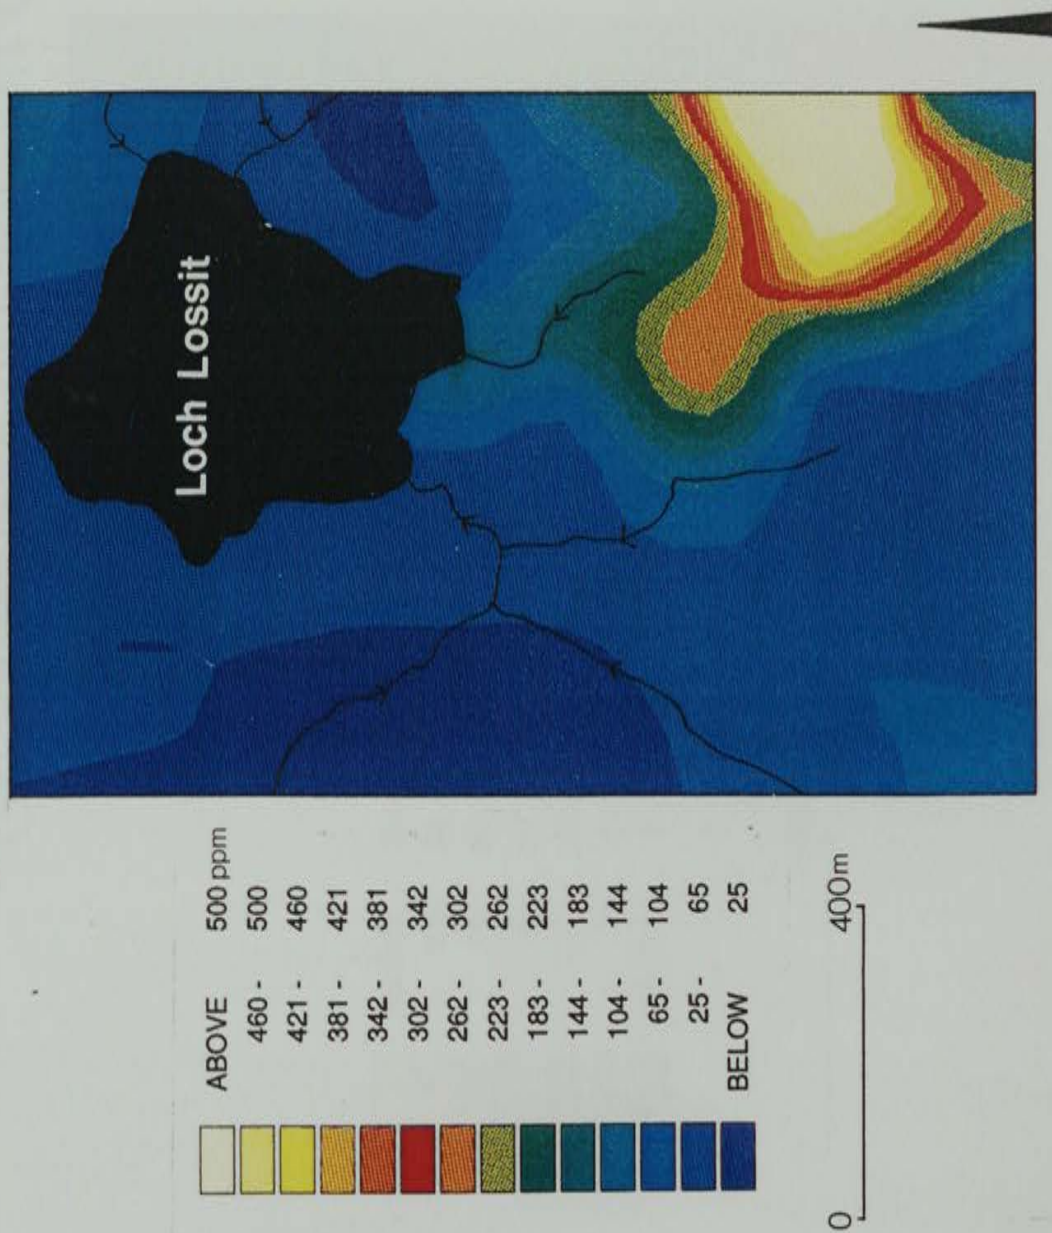 Loch Lossit
ABOVE 500 ppm
460 - 500
421 - 460
381 - 421
342 - 381
302 - 342
262 - 302
223 - 262
183 - 223
144 - 183
104 - 144
65 - 104
25 - 65
BELOW 25
0 400m